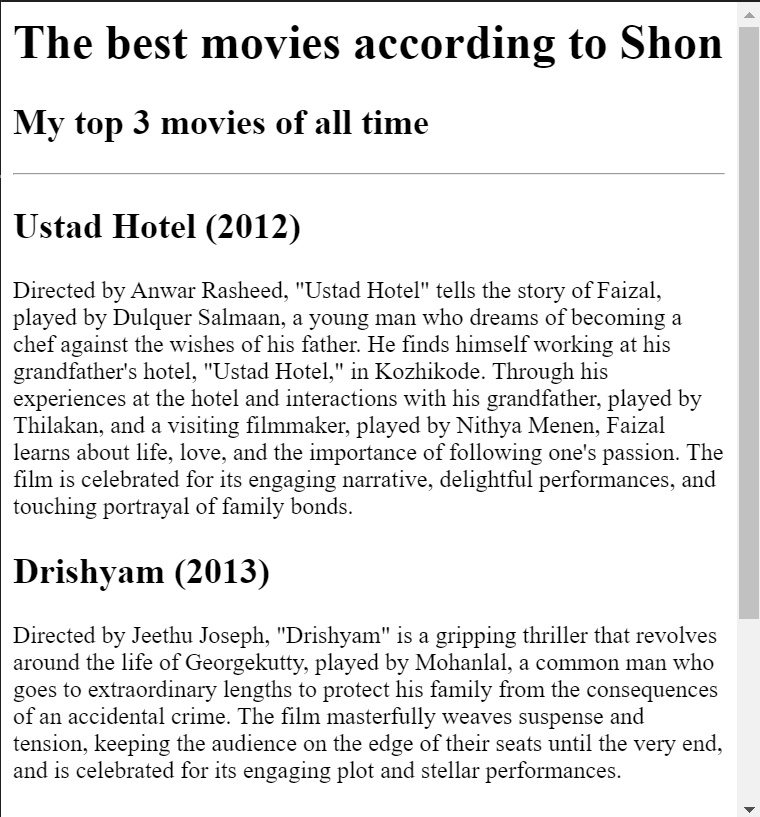 The best movies according to Shon
My top 3 movies of all time
Ustad Hotel (2012)
Directed by Anwar Rasheed, "Ustad Hotel" tells the story of Faizal,
played by Dulquer Salmaan, a young man who dreams of becoming a
chef against the wishes of his father. He finds himself working at his
grandfather's hotel, "Ustad Hotel," in Kozhikode. Through his
experiences at the hotel and interactions with his grandfather, played by
Thilakan, and a visiting filmmaker, played by Nithya Menen, Faizal
learns about life, love, and the importance of following one's passion. The
film is celebrated for its engaging narrative, delightful performances, and
touching portrayal of family bonds.
Drishyam (2013)
Directed by Jeethu Joseph, "Drishyam" is a gripping thriller that revolves
around the life of Georgekutty, played by Mohanlal, a common man who
goes to extraordinary lengths to protect his family from the consequences
of an accidental crime. The film masterfully weaves suspense and
tension, keeping the audience on the edge of their seats until the very end,
and is celebrated for its engaging plot and stellar performances.